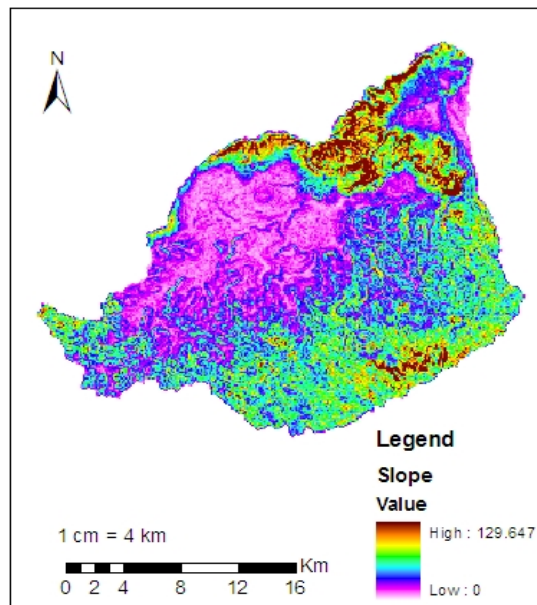 N
Legend
Slope
Value
High : 129.647
Low : 0
1 cm = 4 km
Km
0 2 4 8 12 16